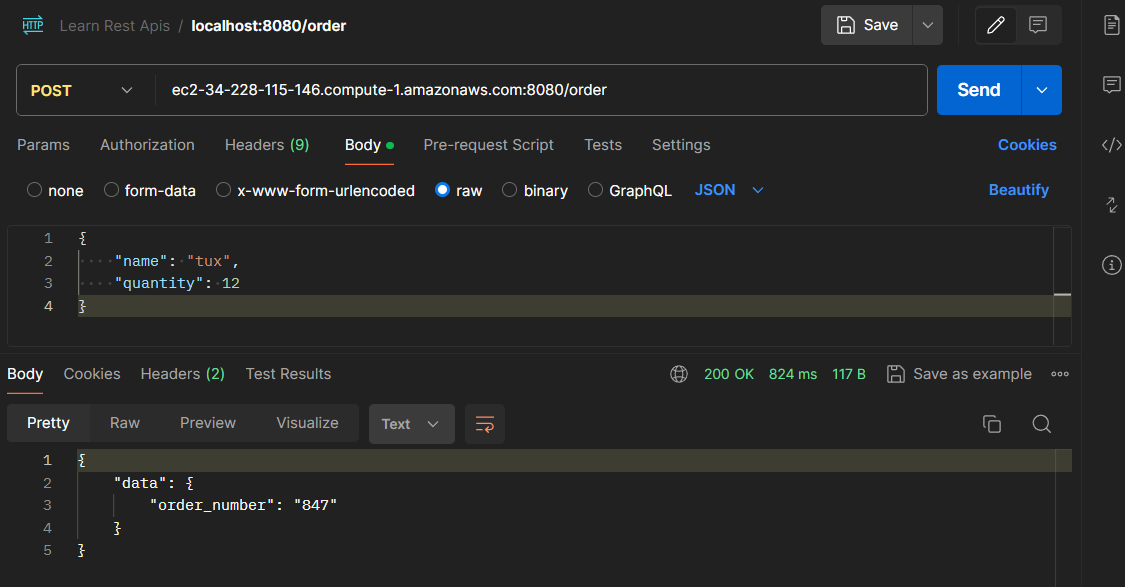 HTTP Learn Rest Apis / localhost:8080/order Save
POST ec2-34-228-115-146.compute-1.amazonaws.com:8080/order Send
Params Authorization Headers (9) Body Pre-request Script Tests Settings Cookies
none form-data x-www-form-urlencoded raw binary GraphQL JSON Beautify
1 {
2 ····"name":·"tux",
3 ····"quantity":·12
4 }
Body Cookies Headers (2) Test Results 200 OK 824 ms 117 B Save as example
Pretty Raw Preview Visualize Text
1 {
2     "data": {
3         "order_number": "847"
4     }
5 }